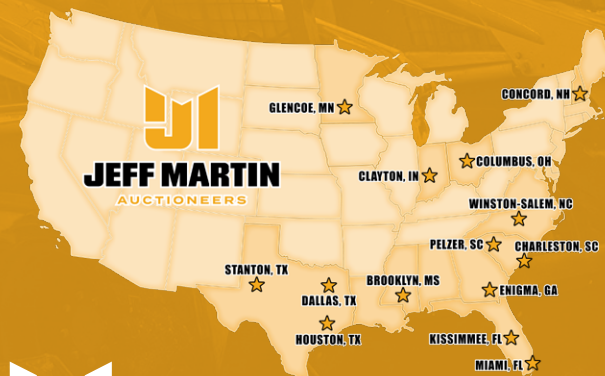 CONCORD, NH
GLENCOE, MN
JEFF MARTIN
AUCTIONEERS
COLUMBUS, OH
CLAYTON, IN
WINSTON-SALEM, NC
PELZER, SC
CHARLESTON, SC
STANTON, TX
BROOKLYN, MS
ENIGMA, GA
DALLAS, TX
HOUSTON, TX
KISSIMMEE, FL
MIAMI, FL